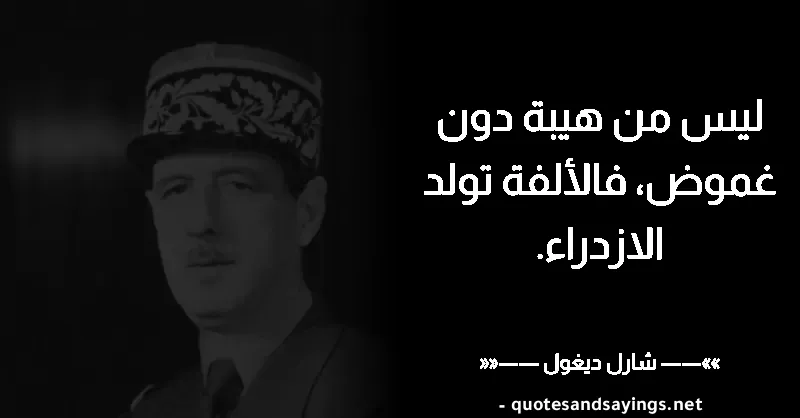 ليس من هيبة دون
غموض، فالألفة تولد
الازدراء.
»»—— شارل ديغول ——««
- quotesandsayings.net